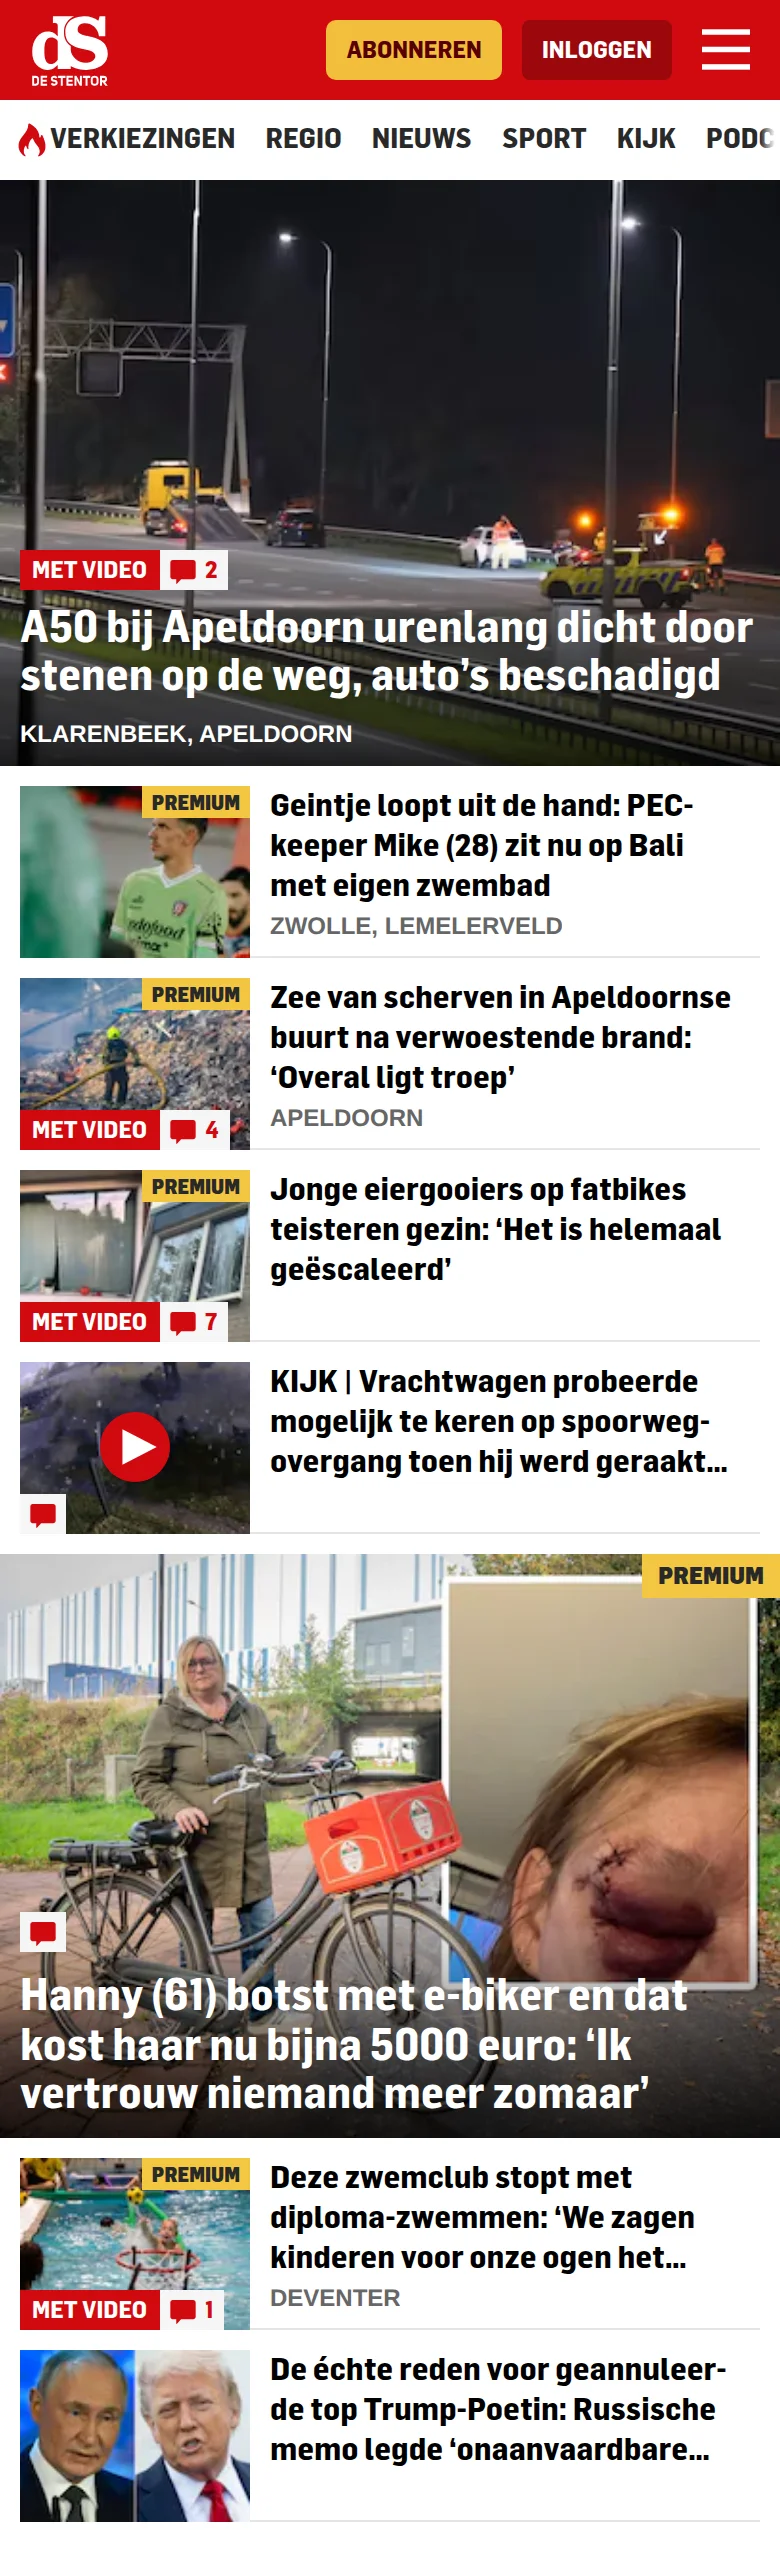 dS
DE STENTOR
ABONNEREN
INLOGGEN
VERKIEZINGEN REGIO NIEUWS SPORT KIJK PODC
MET VIDEO 2
A50 bij Apeldoorn urenlang dicht door
stenen op de weg, auto’s beschadigd
KLARENBEEK, APELDOORN
PREMIUM
Geintje loopt uit de hand: PEC-
keeper Mike (28) zit nu op Bali
met eigen zwembad
ZWOLLE, LEMELERVELD
PREMIUM
MET VIDEO 4
Zee van scherven in Apeldoornse
buurt na verwoestende brand:
‘Overal ligt troep’
APELDOORN
PREMIUM
MET VIDEO 7
Jonge eiergooiers op fatbikes
teisteren gezin: ‘Het is helemaal
geëscaleerd’
KIJK | Vrachtwagen probeerde
mogelijk te keren op spoorweg-
overgang toen hij werd geraakt...
PREMIUM
Hanny (61) botst met e-biker en dat
kost haar nu bijna 5000 euro: ‘Ik
vertrouw niemand meer zomaar’
PREMIUM
MET VIDEO 1
Deze zwemclub stopt met
diploma-zwemmen: ‘We zagen
kinderen voor onze ogen het...
DEVENTER
De échte reden voor geannuleer-
de top Trump-Poetin: Russische
memo legde ‘onaanvaardbare...